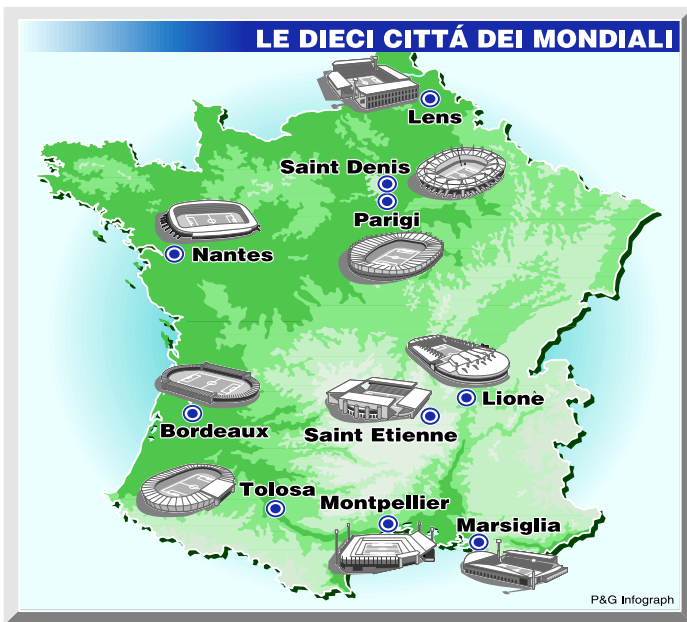 LE DIECI CITTÁ DEI MONDIALI
Lens
Saint Denis
Parigi
Nantes
Lione
Bordeaux
Saint Etienne
Tolosa
Montpellier
Marsiglia
P&G Infograph